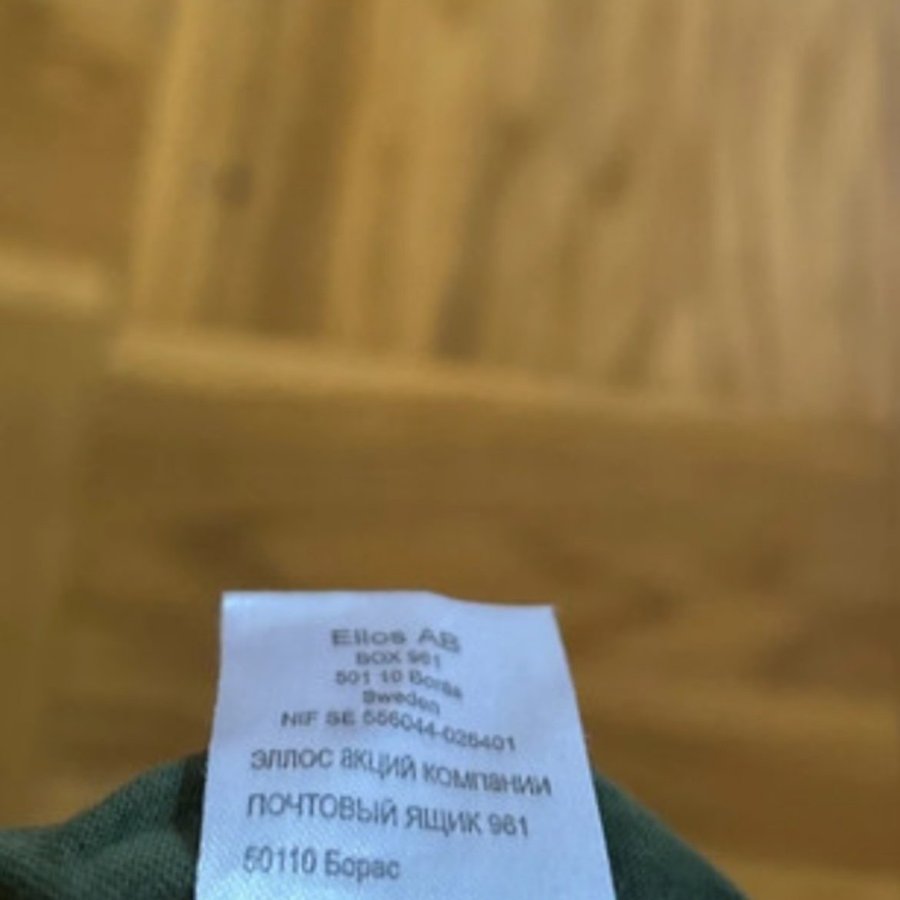 Ellos AB
BOX 961
501 10 Borås
Sweden
NIF SE 556044-026401
эллос акций компании
почтовый ящик 961
50110 Борас